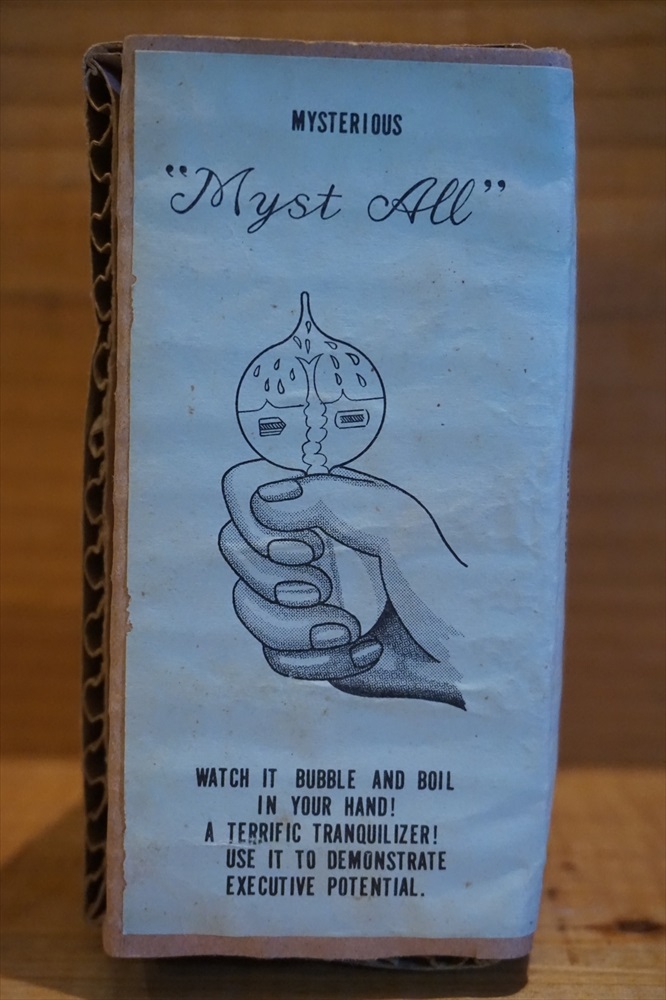 MYSTERIOUS
“Myst All”
WATCH IT BUBBLE AND BOIL
IN YOUR HAND!
A TERRIFIC TRANQUILIZER!
USE IT TO DEMONSTRATE
EXECUTIVE POTENTIAL.